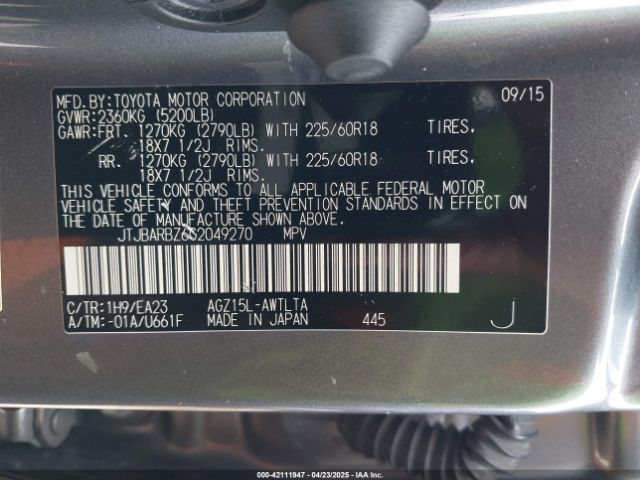 MFD.BY:TOYOTA MOTOR CORPORATION 09/15
GVWR:2360KG (5200LB)
GAWR:FRT. 1270KG (2790LB) WITH 225/60R18 TIRES,
18X7 1/2J RIMS.
RR. 1270KG (2790LB) WITH 225/60R18 TIRES,
18X7 1/2J RIMS.
THIS VEHICLE CONFORMS TO ALL APPLICABLE FEDERAL MOTOR
VEHICLE SAFETY AND THEFT PREVENTION STANDARDS IN EFFECT
ON THE DATE OF MANUFACTURE SHOWN ABOVE.
JTJBARBZ6G2049270 MPV
C/TR:1H9/EA23 AGZ15L-AWTLTA
A/TM:-01A/U661F MADE IN JAPAN 445 J
000-42111947 - 04/23/2025 - IAAI.COM